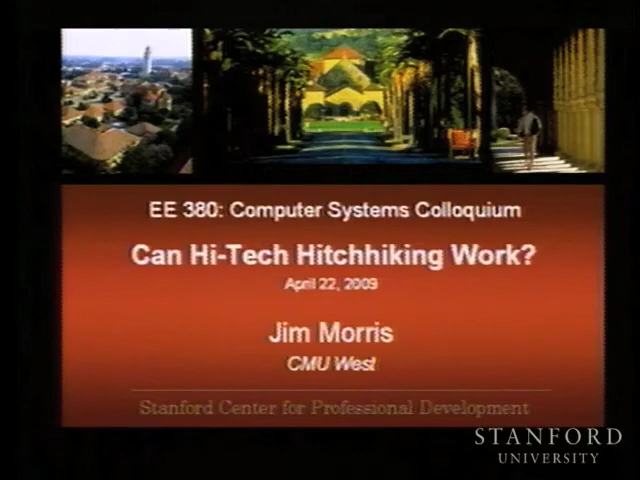 EE 380: Computer Systems Colloquium
Can Hi-Tech Hitchhiking Work?
April 22, 2009
Jim Morris
CMU West
Stanford Center for Professional Development
STANFORD
UNIVERSITY